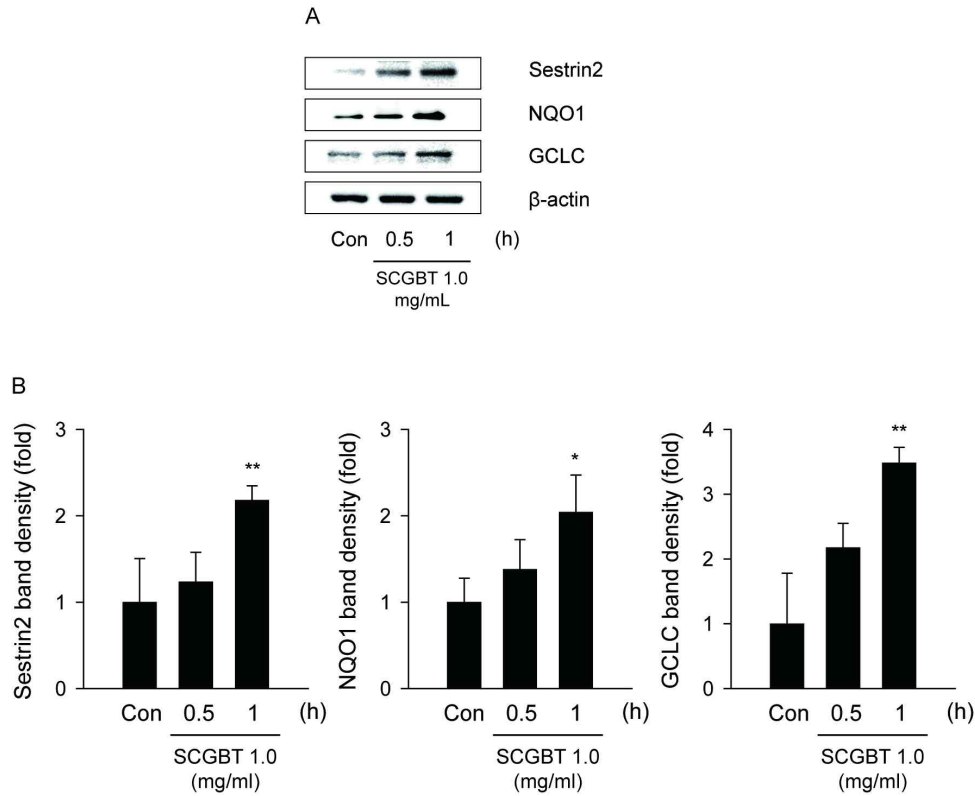 A
Sestrin2
NQO1
GCLC
β-actin
Con 0.5 1 (h)
SCGBT 1.0
mg/mL
B
Sestrin2 band density (fold)
3
2
1
0
**
Con 0.5 1 (h)
SCGBT 1.0
(mg/ml)
NQO1 band density (fold)
3
2
1
0
*
Con 0.5 1 (h)
SCGBT 1.0
(mg/ml)
GCLC band density (fold)
4
3
2
1
0
**
Con 0.5 1 (h)
SCGBT 1.0
(mg/ml)